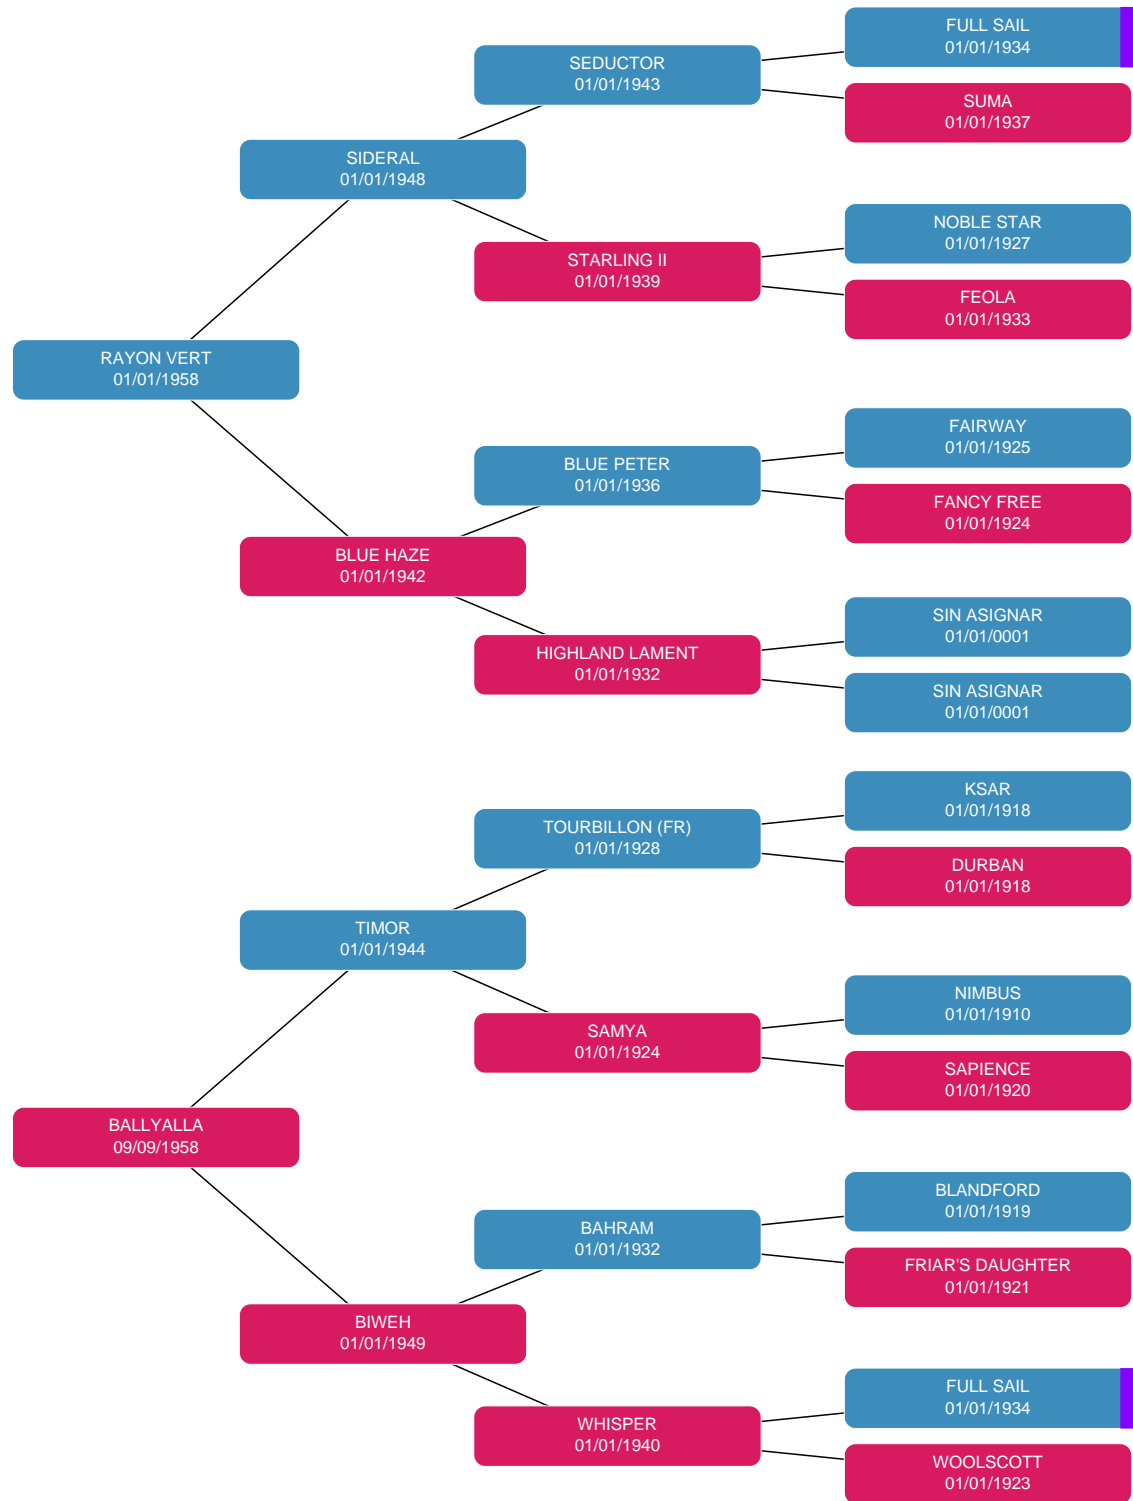 FULL SAIL
01/01/1934
SEDUCTOR
01/01/1943
SUMA
01/01/1937
SIDERAL
01/01/1948
NOBLE STAR
01/01/1927
STARLING II
01/01/1939
FEOLA
01/01/1933
RAYON VERT
01/01/1958
FAIRWAY
01/01/1925
BLUE PETER
01/01/1936
FANCY FREE
01/01/1924
BLUE HAZE
01/01/1942
SIN ASIGNAR
01/01/0001
HIGHLAND LAMENT
01/01/1932
SIN ASIGNAR
01/01/0001
KSAR
01/01/1918
TOURBILLON (FR)
01/01/1928
DURBAN
01/01/1918
TIMOR
01/01/1944
NIMBUS
01/01/1910
SAMYA
01/01/1924
SAPIENCE
01/01/1920
BALLYALLA
09/09/1958
BLANDFORD
01/01/1919
BAHRAM
01/01/1932
FRIAR'S DAUGHTER
01/01/1921
BIWEH
01/01/1949
FULL SAIL
01/01/1934
WHISPER
01/01/1940
WOOLSCOTT
01/01/1923